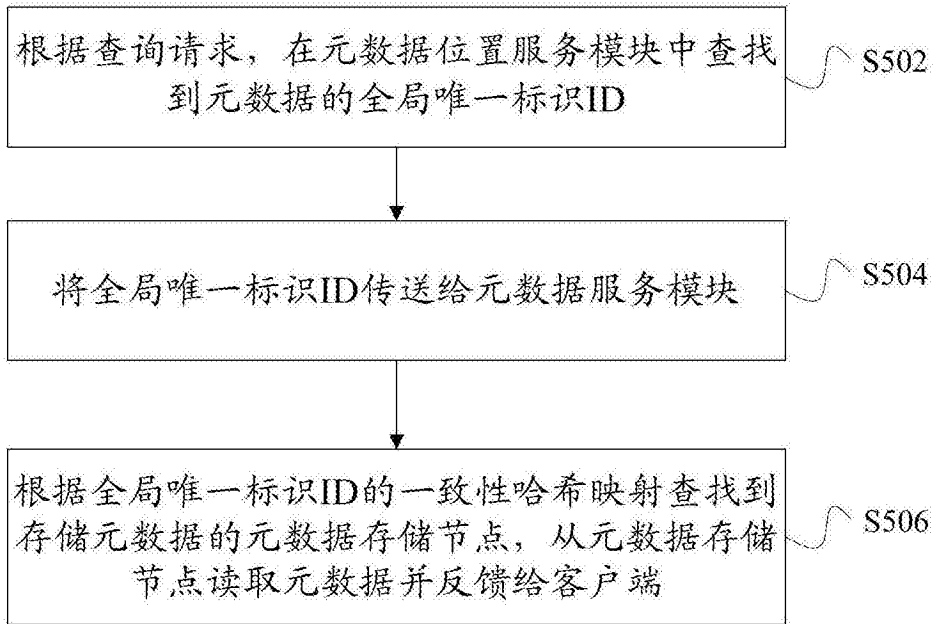 根据查询请求，在元数据位置服务模块中查找
到元数据的全局唯一标识ID
S502
将全局唯一标识ID传送给元数据服务模块
S504
根据全局唯一标识ID的一致性哈希映射查找到
存储元数据的元数据存储节点，从元数据存储
节点读取元数据并反馈给客户端
S506